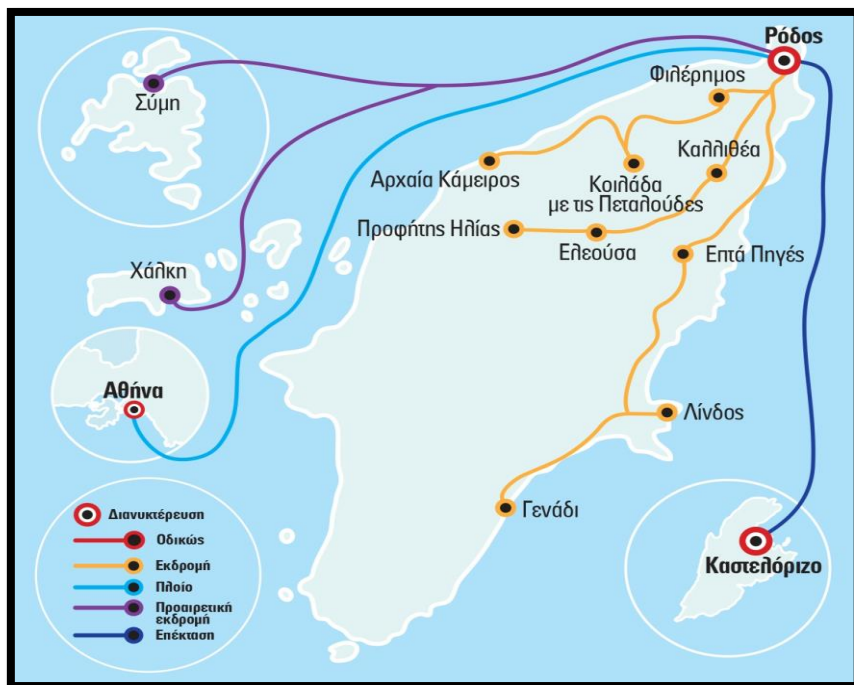 Ρόδος
Φιλέρημος
Σύμη
Καλλιθέα
Αρχαία Κάμειρος
Κοιλάδα
με τις Πεταλούδες
Προφήτης Ηλίας
Ελεούσα
Επτά Πηγές
Χάλκη
Αθήνα
Λίνδος
Γενάδι
Διανυκτέρευση
Οδικώς
Εκδρομή
Πλοίο
Προαιρετική
εκδρομή
Επέκταση
Καστελόριζο